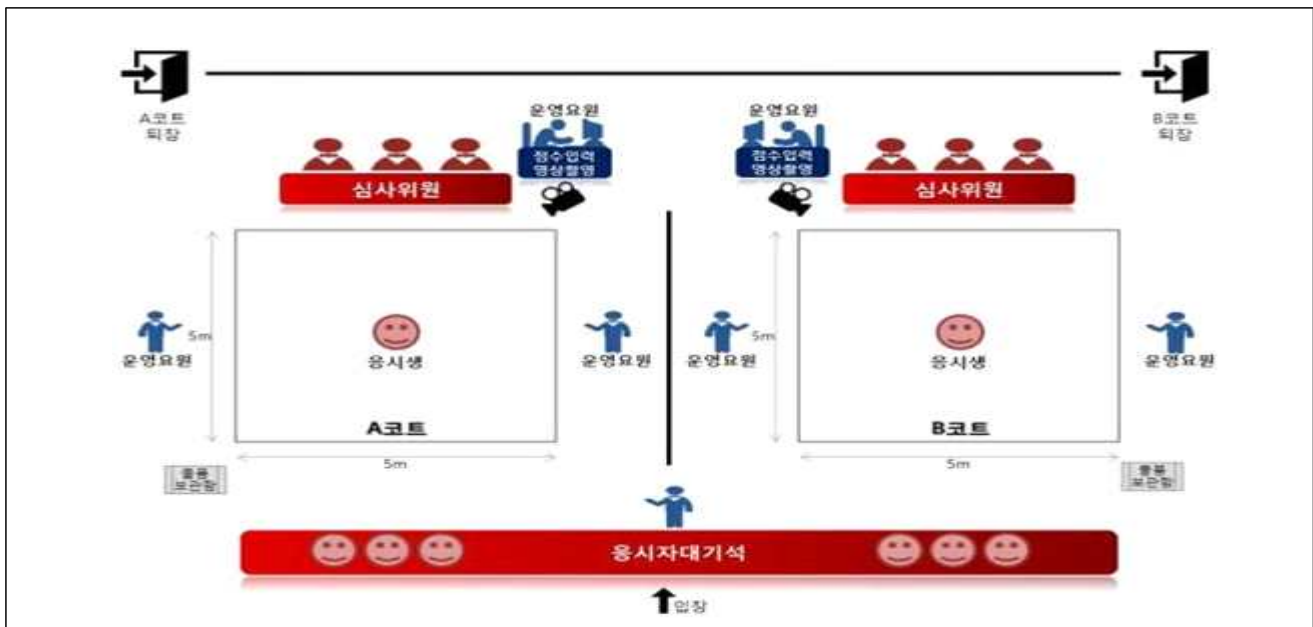 A코트
퇴장
B코트
퇴장
운영요원
운영요원
점수입력
영상촬영
점수입력
영상촬영
심사위원
심사위원
5m
5m
운영요원
운영요원
운영요원
운영요원
응시생
응시생
A코트
B코트
5m
5m
물품
보관함
물품
보관함
응시자대기석
입장